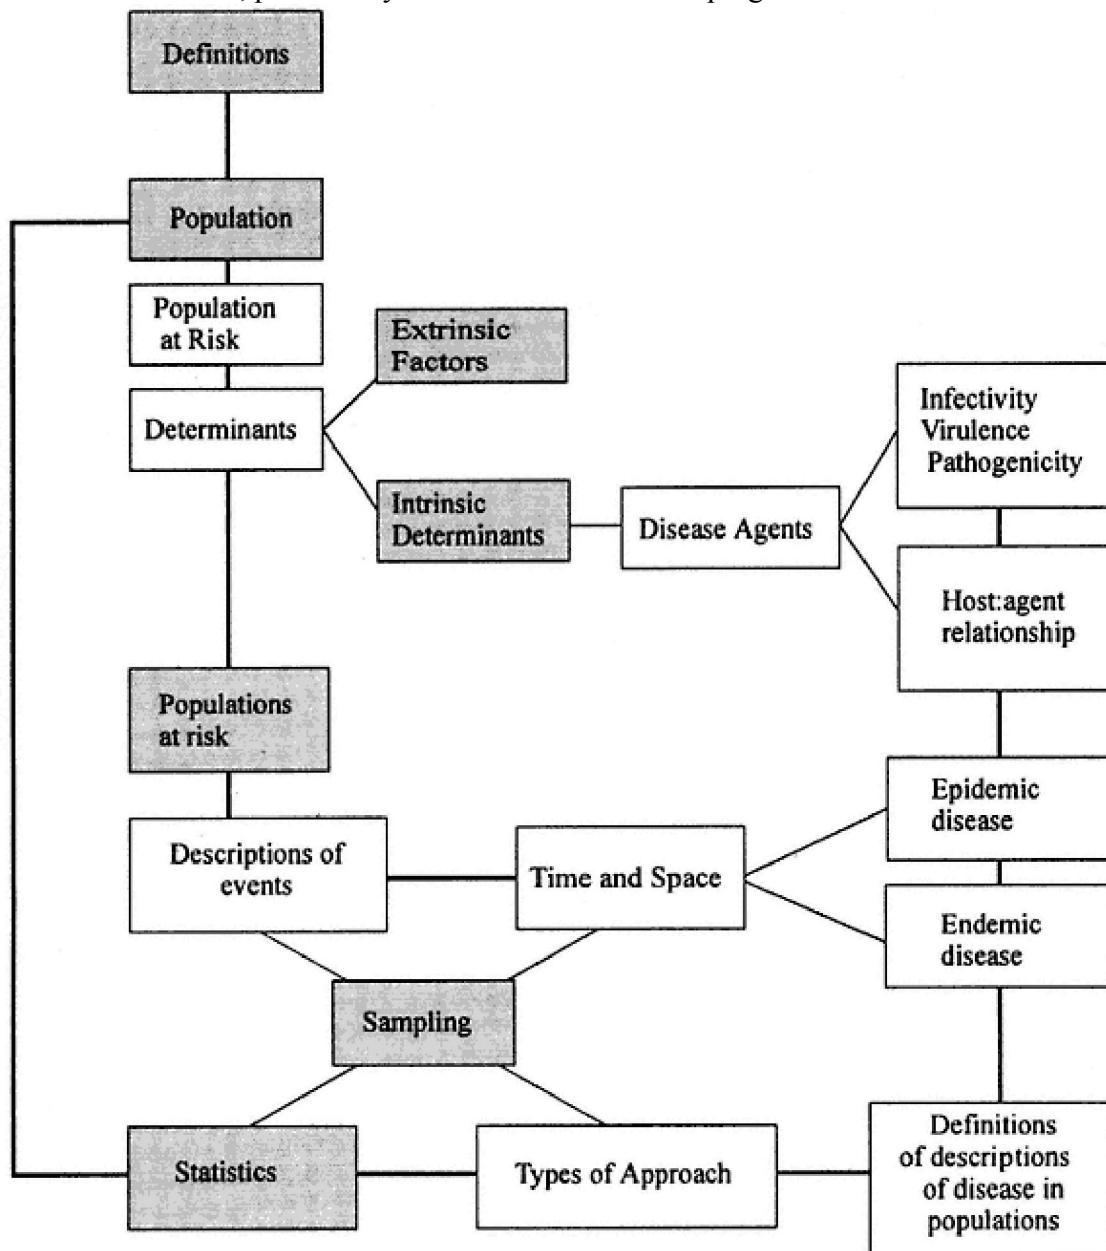 Definitions
Population
Population
at Risk
Extrinsic
Factors
Determinants
Infectivity
Virulence
Pathogenicity
Intrinsic
Determinants
Disease Agents
Host:agent
relationship
Populations
at risk
Epidemic
disease
Descriptions of
events
Time and Space
Endemic
disease
Sampling
Statistics
Types of Approach
Definitions
of descriptions
of disease in
populations